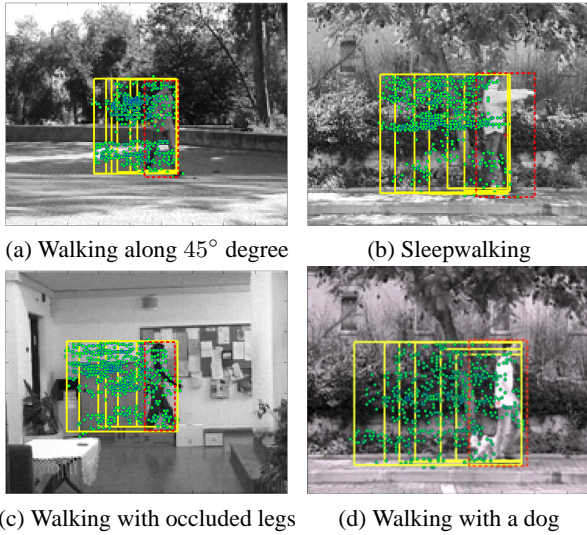 (a) Walking along 45° degree
(b) Sleepwalking
(c) Walking with occluded legs
(d) Walking with a dog